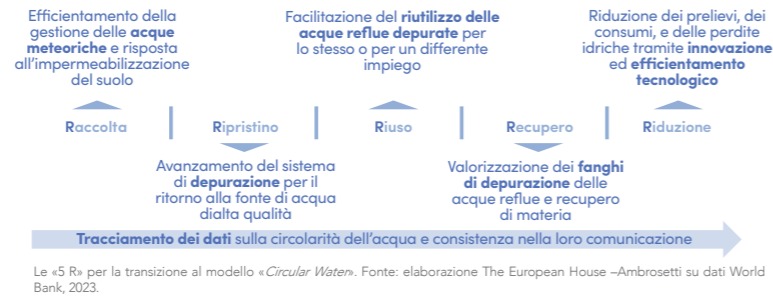 Efficientamento della
gestione delle acque
meteoriche e risposta
all'impermeabilizzazione
del suolo
Facilitazione del riutilizzo delle
acque reflue depurate per
lo stesso o per un differente
impiego
Riduzione dei prelievi, dei
consumi, e delle perdite
idriche tramite innovazione
ed efficientamento
tecnologico
Raccolta
Ripristino
Riuso
Recupero
Riduzione
Avanzamento del sistema
di depurazione per il
ritorno alla fonte di acqua
dialta qualità
Valorizzazione dei fanghi
di depurazione delle
acque reflue e recupero
di materia
Tracciamento dei dati sulla circolarità dell'acqua e consistenza nella loro comunicazione
Le «5 R» per la transizione al modello «Circular Water». Fonte: elaborazione The European House –Ambrosetti su dati World
Bank, 2023.